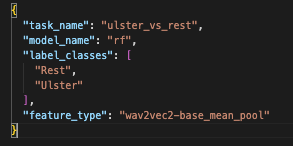 {
"task_name": "ulster_vs_rest",
"model_name": "rf",
"label_classes": [
"Rest",
"Ulster"
],
"feature_type": "wav2vec2-base_mean_pool"
}